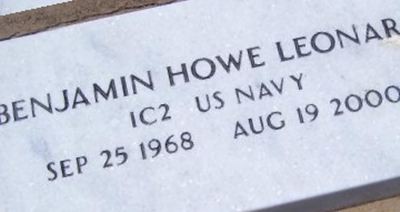 BENJAMIN HOWE LEONAR
IC2 US NAVY
SEP 25 1968 AUG 19 2000